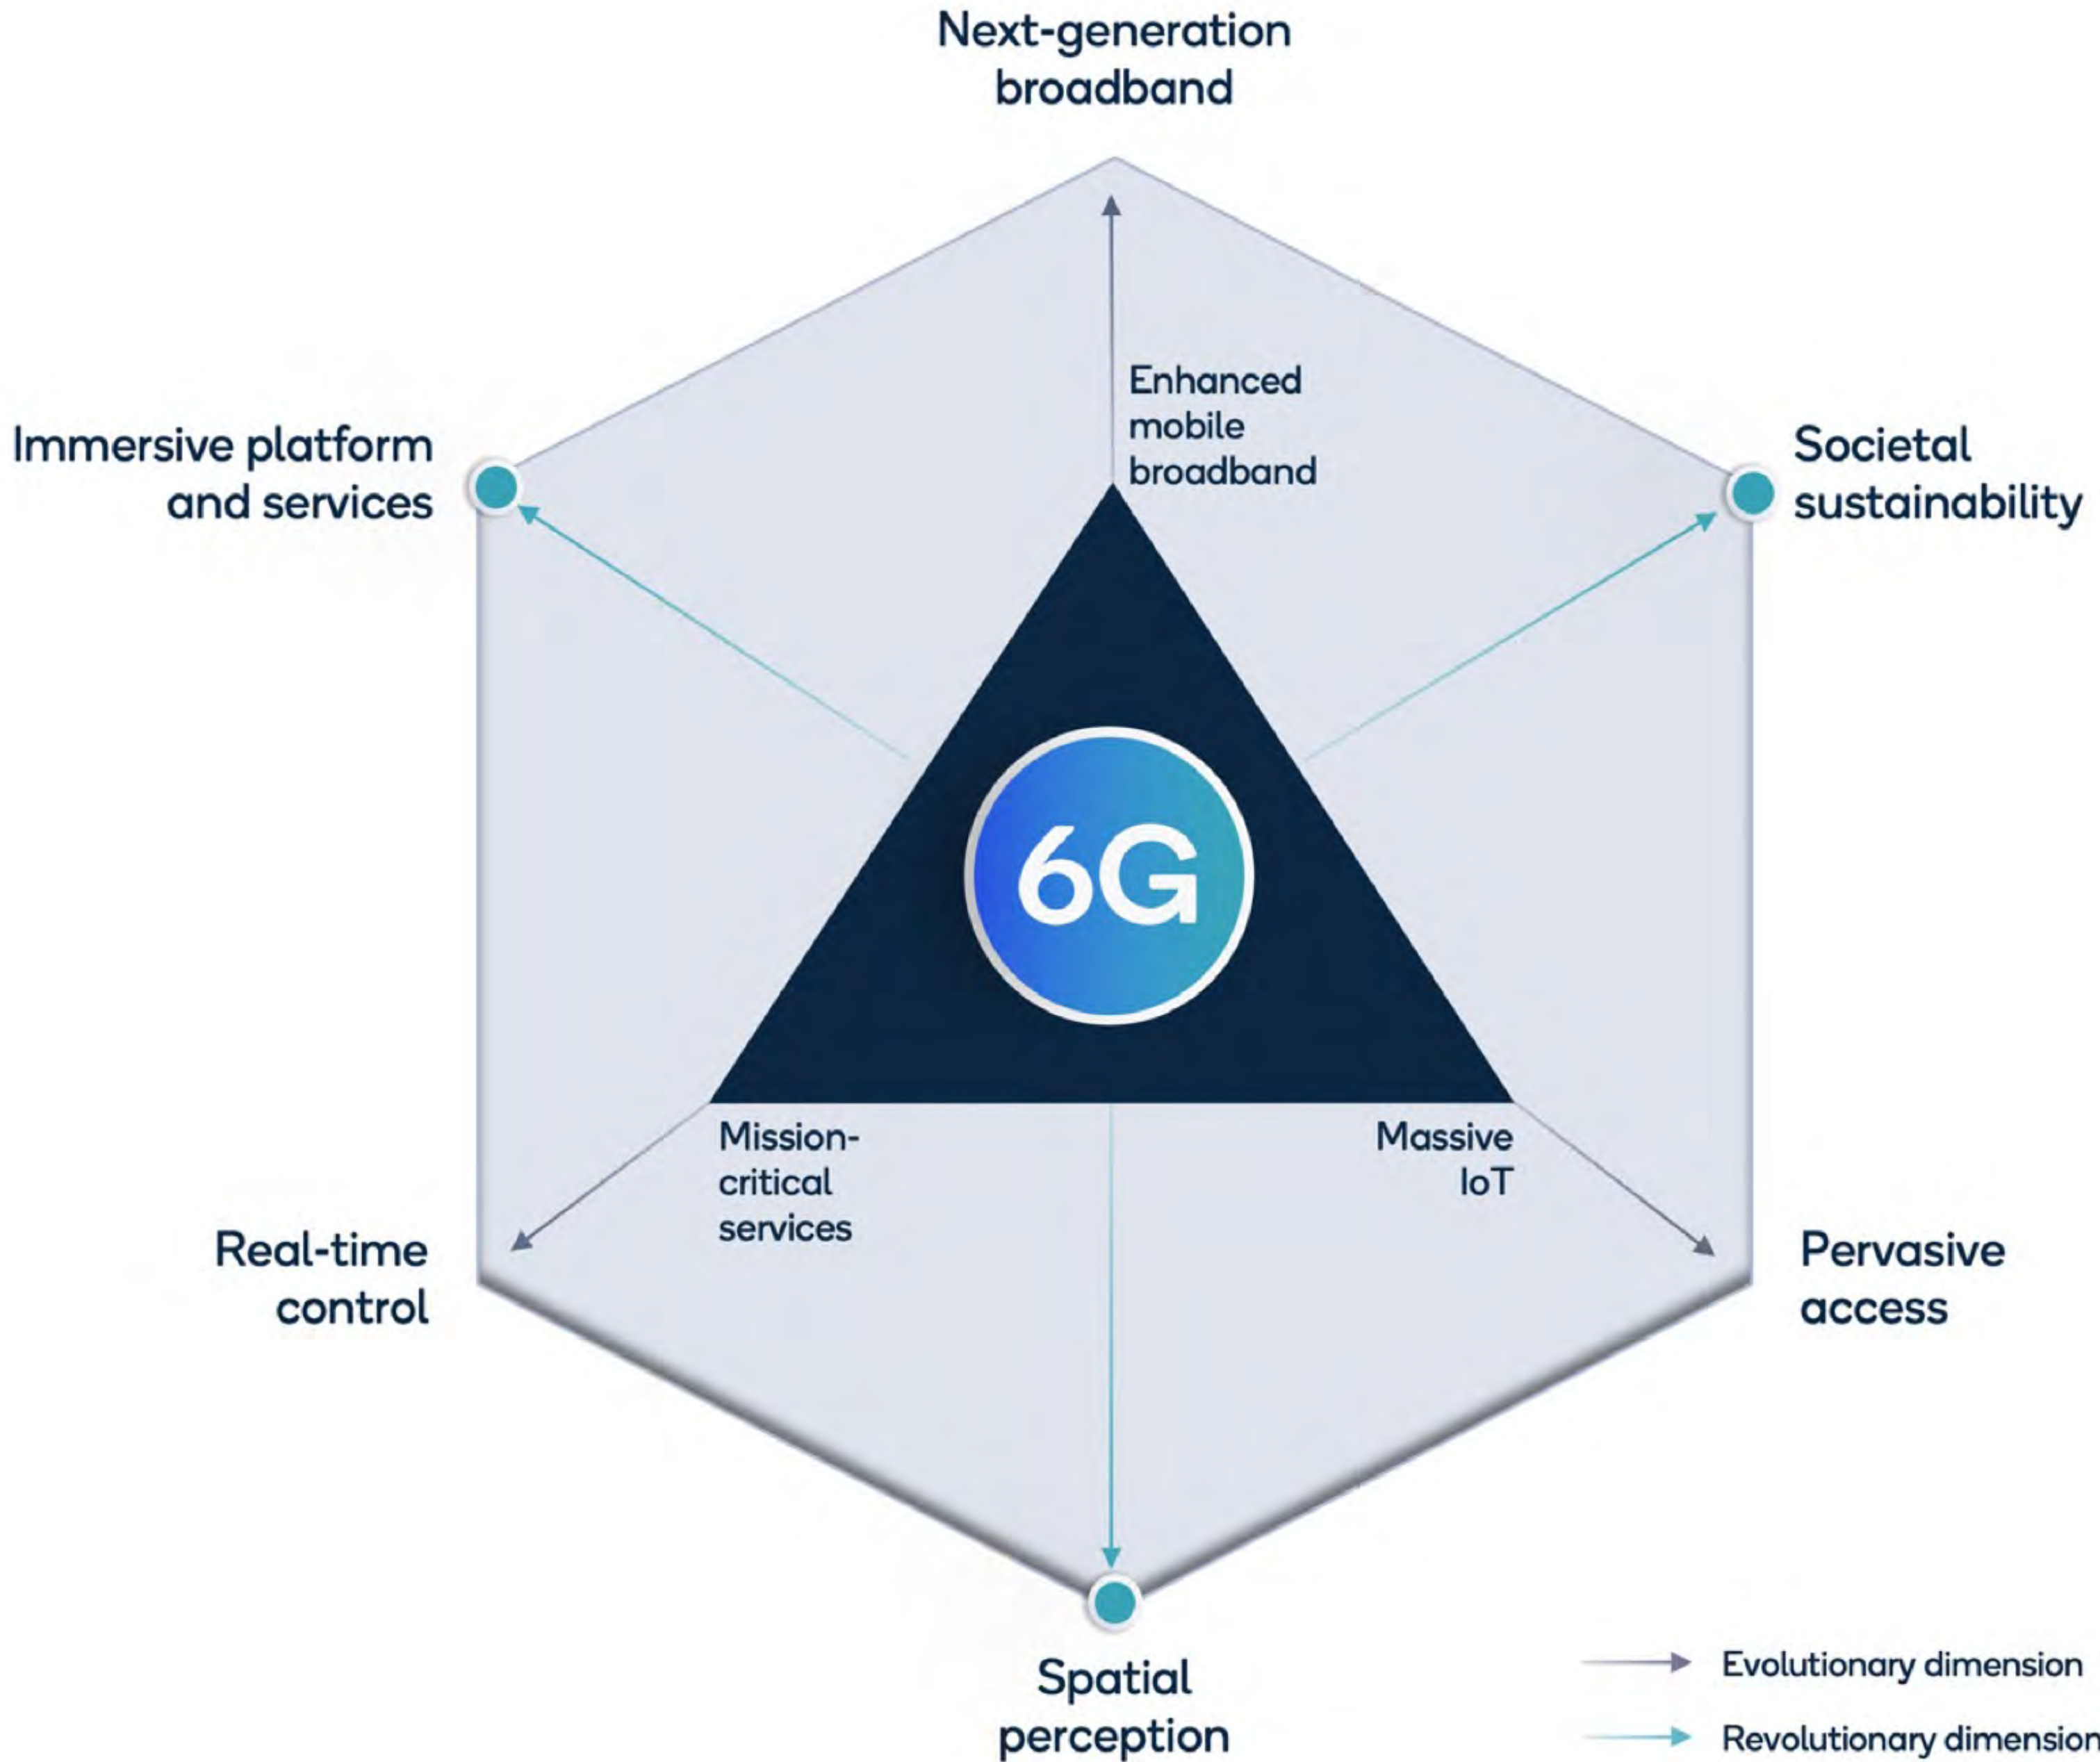 Next-generation
broadband
Enhanced
mobile
broadband
Immersive platform
and services
Societal
sustainability
6G
Mission-
critical
services
Massive
IoT
Real-time
control
Pervasive
access
Spatial
perception
Evolutionary dimension
Revolutionary dimension